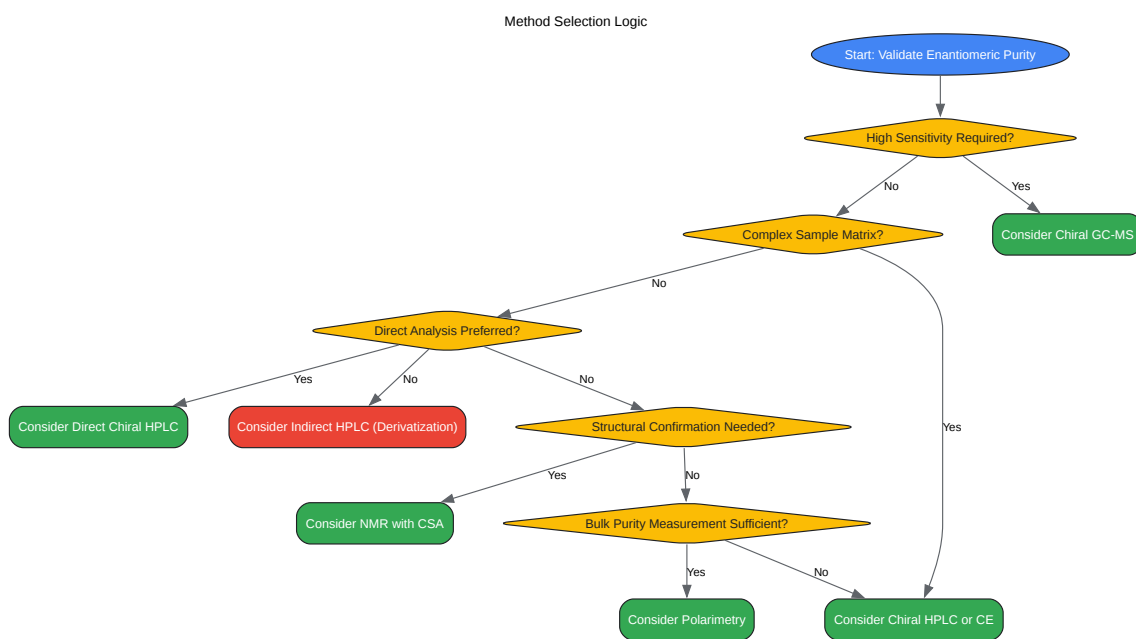 Method Selection Logic
Start: Validate Enantiomeric Purity
High Sensitivity Required?
No
Yes
Complex Sample Matrix?
Consider Chiral GC-MS
No
Direct Analysis Preferred?
Yes
No
No
Consider Direct Chiral HPLC
Consider Indirect HPLC (Derivatization)
Structural Confirmation Needed?
Yes
Yes
No
Consider NMR with CSA
Bulk Purity Measurement Sufficient?
Yes
No
Consider Polarimetry
Consider Chiral HPLC or CE